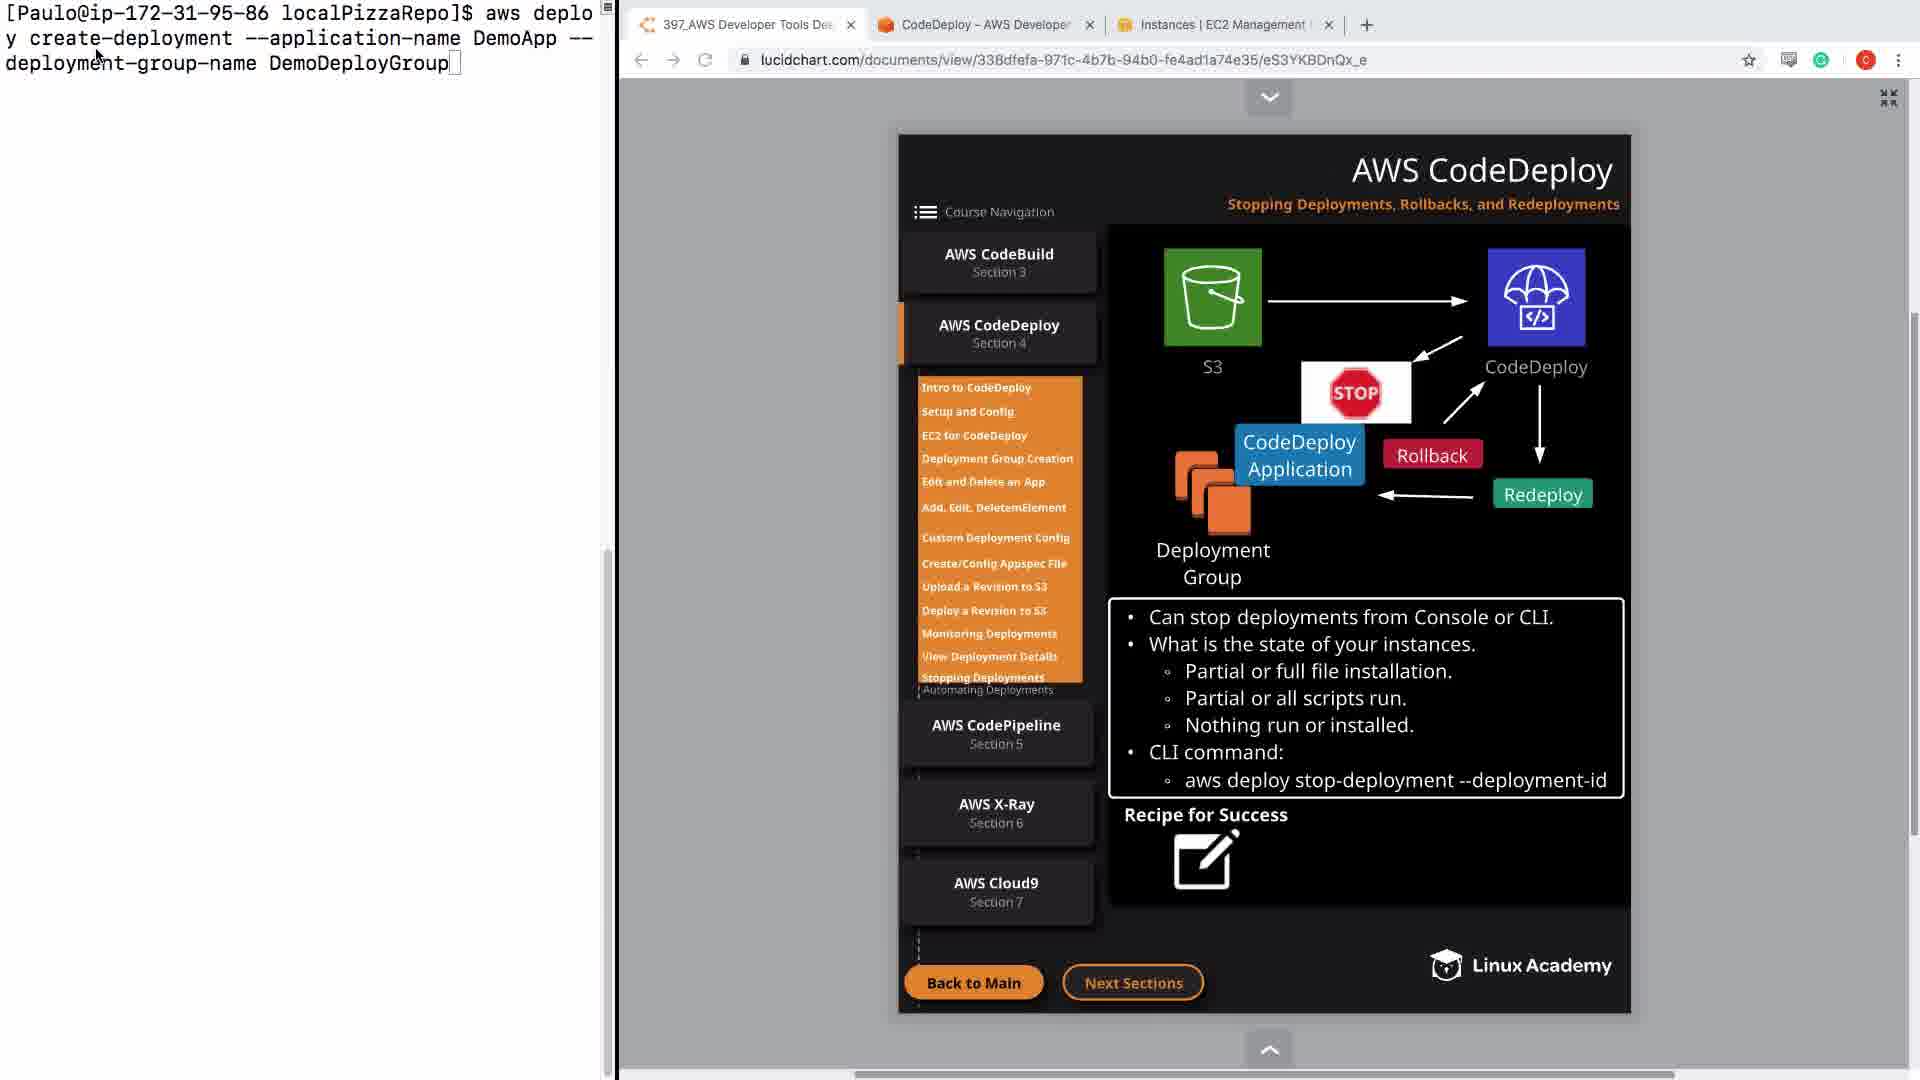 [Paulo@ip-172-31-95-86 localPizzaRepo]$ aws deplo
y create-deployment --application-name DemoApp --
deployment-group-name DemoDeployGroup
397_AWS Developer Tools De
CodeDeploy – AWS Developer
Instances | EC2 Management
lucidchart.com/documents/view/338dfefa-971c-4b7b-94b0-fe4ad1a74e35/eS3YKBDnQx_e
C
AWS CodeDeploy
Stopping Deployments, Rollbacks, and Redeployments
Course Navigation
AWS CodeBuild
Section 3
AWS CodeDeploy
Section 4
Intro to CodeDeploy
Setup and Config
EC2 for CodeDeploy
Deployment Group Creation
Edit and Delete an App
Add, Edit, DeletemElement
Custom Deployment Config
Create/Config Appspec File
Upload a Revision to S3
Deploy a Revision to S3
Monitoring Deployments
View Deployment Details
Stopping Deployments
Automating Deployments
AWS CodePipeline
Section 5
AWS X-Ray
Section 6
AWS Cloud9
Section 7
Back to Main
Next Sections
S3
CodeDeploy
STOP
CodeDeploy
Application
Rollback
Redeploy
Deployment
Group
• Can stop deployments from Console or CLI.
• What is the state of your instances.
◦ Partial or full file installation.
◦ Partial or all scripts run.
◦ Nothing run or installed.
• CLI command:
◦ aws deploy stop-deployment --deployment-id
Recipe for Success
Linux Academy